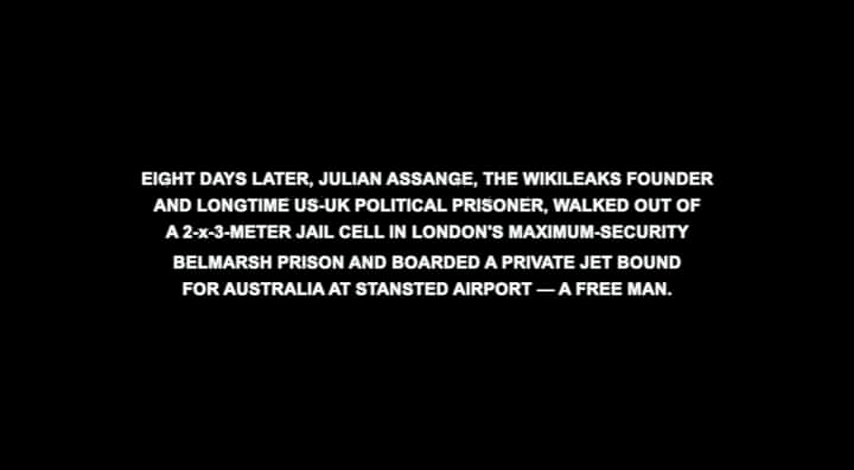 EIGHT DAYS LATER, JULIAN ASSANGE, THE WIKILEAKS FOUNDER
AND LONGTIME US-UK POLITICAL PRISONER, WALKED OUT OF
A 2-x-3-METER JAIL CELL IN LONDON'S MAXIMUM-SECURITY
BELMARSH PRISON AND BOARDED A PRIVATE JET BOUND
FOR AUSTRALIA AT STANSTED AIRPORT — A FREE MAN.